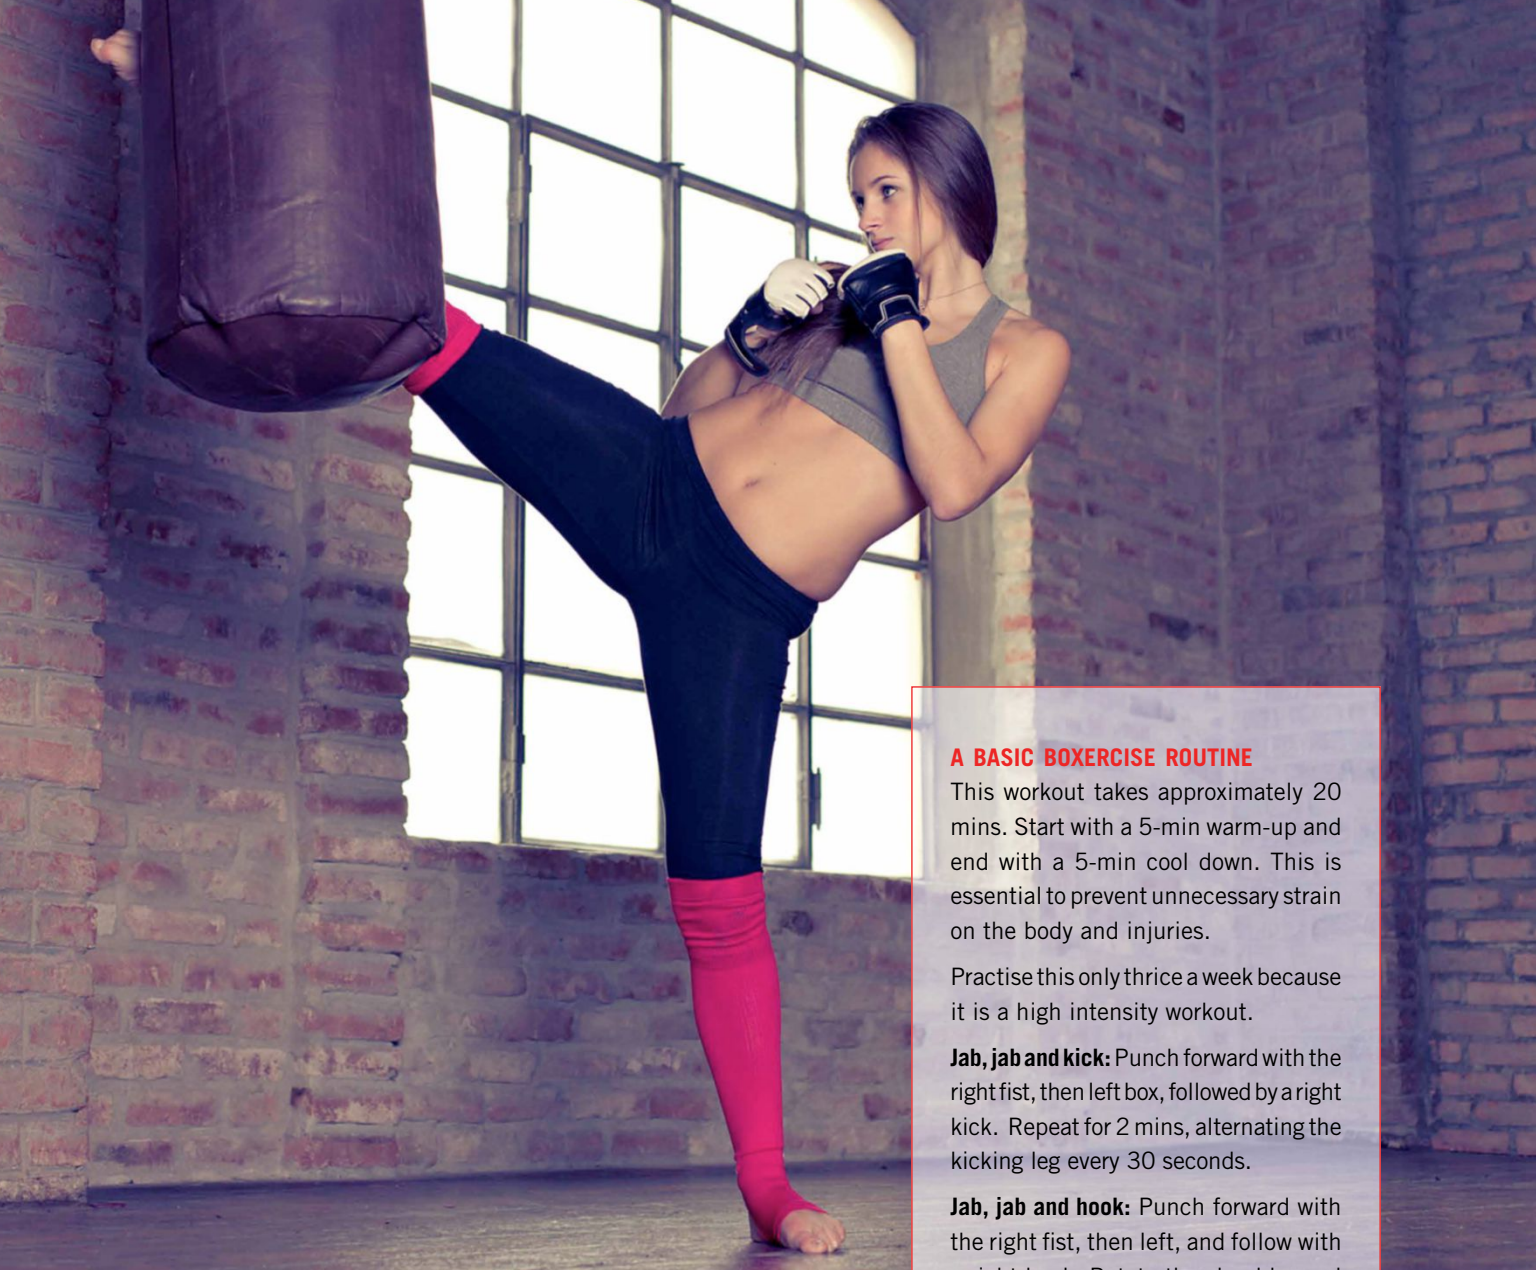 A BASIC BOXERCISE ROUTINE
This workout takes approximately 20
mins. Start with a 5-min warm-up and
end with a 5-min cool down. This is
essential to prevent unnecessary strain
on the body and injuries.
Practise this only thrice a week because
it is a high intensity workout.
Jab, jab and kick: Punch forward with the
right fist, then left box, followed by a right
kick. Repeat for 2 mins, alternating the
kicking leg every 30 seconds.
Jab, jab and hook: Punch forward with
the right fist, then left, and follow with